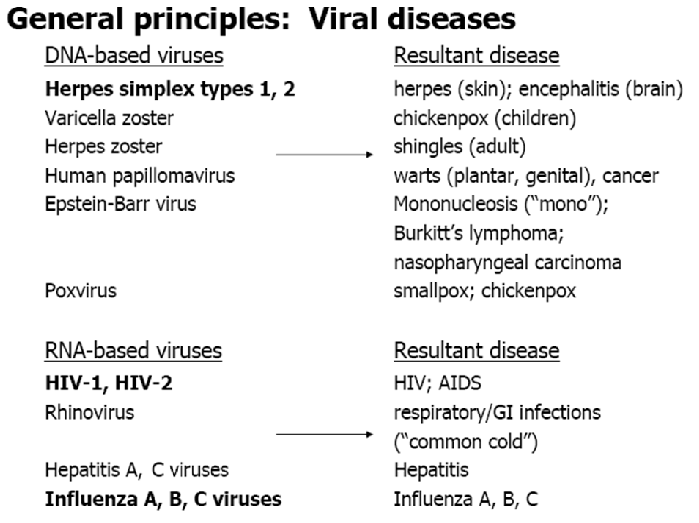 General principles: Viral diseases
DNA-based viruses Resultant disease
Herpes simplex types 1, 2 herpes (skin); encephalitis (brain)
Varicella zoster chickenpox (children)
Herpes zoster shingles (adult)
Human papillomavirus warts (plantar, genital), cancer
Epstein-Barr virus Mononucleosis (“mono”);
Burkitt’s lymphoma;
nasopharyngeal carcinoma
Poxvirus smallpox; chickenpox
RNA-based viruses Resultant disease
HIV-1, HIV-2 HIV; AIDS
Rhinovirus respiratory/GI infections
(“common cold”)
Hepatitis A, C viruses Hepatitis
Influenza A, B, C viruses Influenza A, B, C